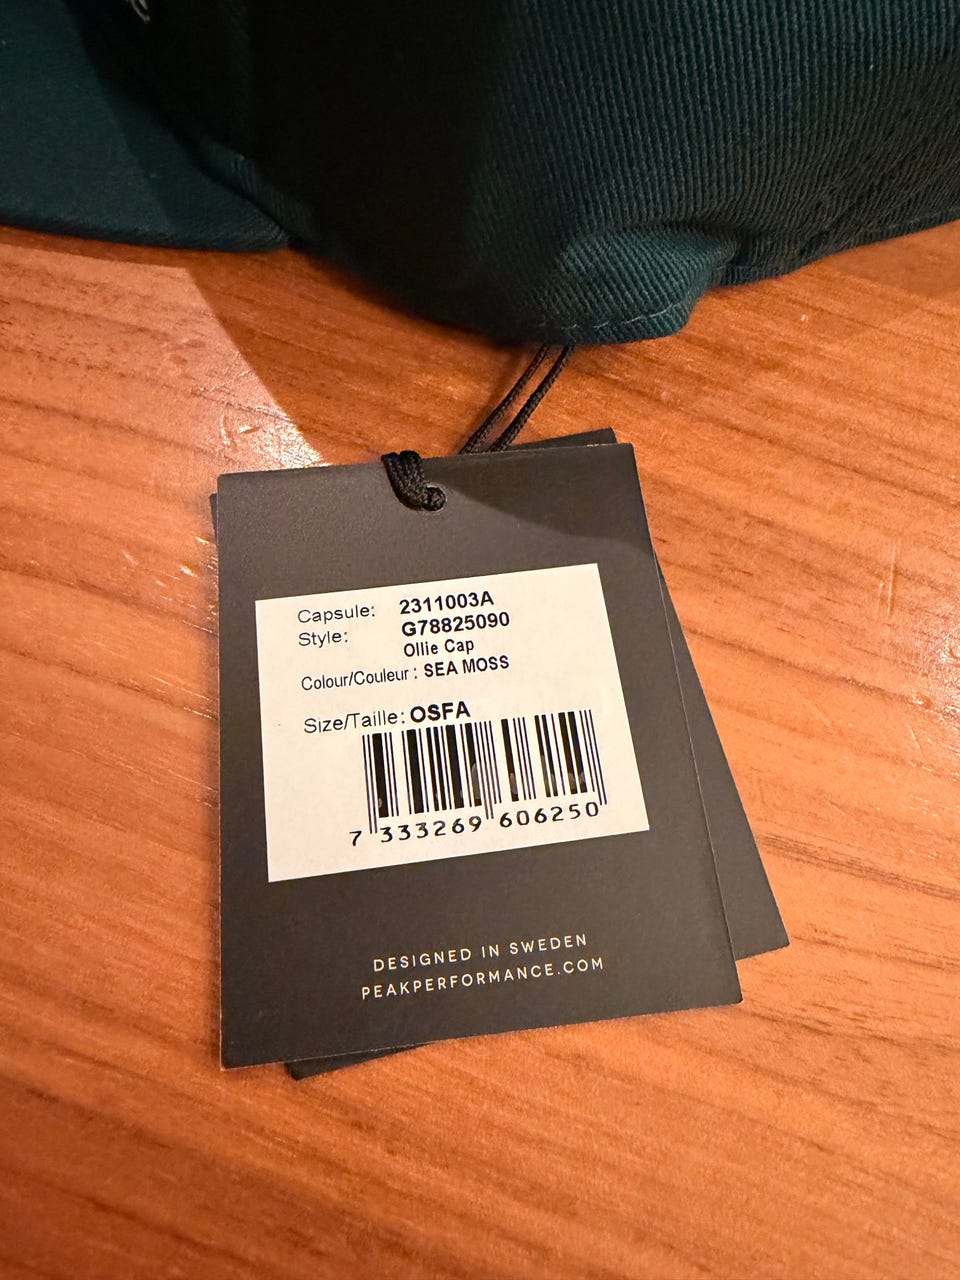 Capsule: 2311003A
Style: G78825090
Ollie Cap
Colour/Couleur : SEA MOSS
Size/Taille: OSFA
7 333269 606250
DESIGNED IN SWEDEN
PEAKPERFORMANCE.COM